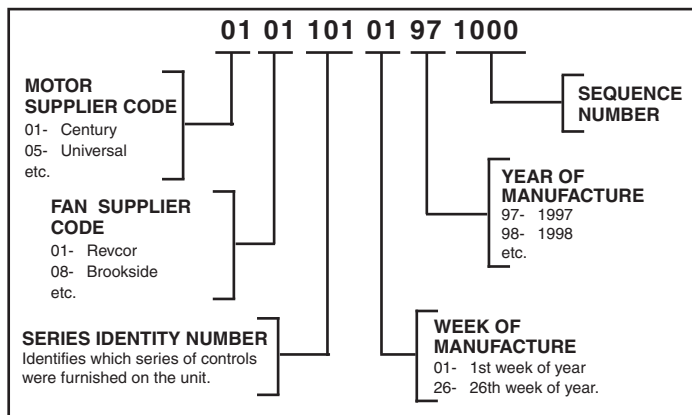 01 01 101 01 97 1000
MOTOR
SUPPLIER CODE
01- Century
05- Universal
etc.
FAN SUPPLIER
CODE
01- Revcor
08- Brookside
etc.
SERIES IDENTITY NUMBER
Identifies which series of controls
were furnished on the unit.
SEQUENCE
NUMBER
YEAR OF
MANUFACTURE
97- 1997
98- 1998
etc.
WEEK OF
MANUFACTURE
01- 1st week of year
26- 26th week of year.